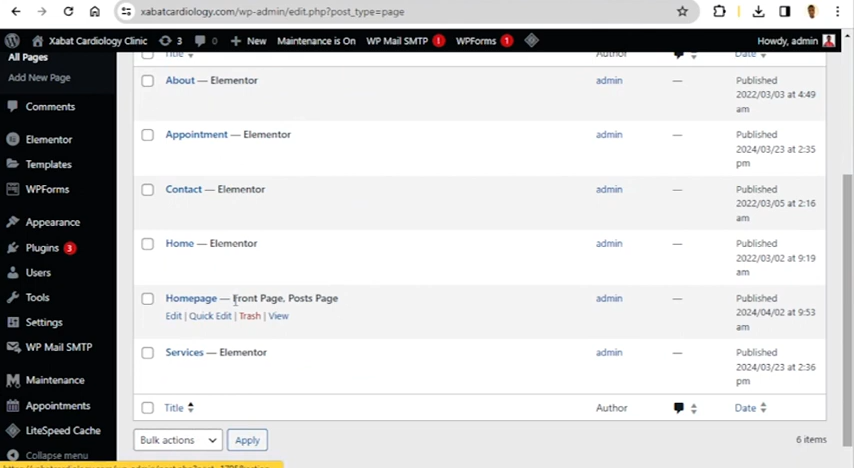 xabatcardiology.com/wp-admin/edit.php?post_type=page
Xabat Cardiology Clinic 3 0 New Maintenance is On WP Mail SMTP ! WPForms 1 Howdy, admin
All Pages
Add New Page
Comments
Elementor
Templates
WPForms
Appearance
Plugins 3
Users
Tools
Settings
WP Mail SMTP
Maintenance
Appointments
LiteSpeed Cache
Collapse menu
Title Author Date
About — Elementor admin — Published
2022/03/03 at 4:49
am
Appointment — Elementor admin — Published
2024/03/23 at 2:35
pm
Contact — Elementor admin — Published
2022/03/05 at 2:16
am
Home — Elementor admin — Published
2022/03/02 at 9:19
am
Homepage — Front Page, Posts Page admin — Published
Edit | Quick Edit | Trash | View 2024/04/02 at 9:53
am
Services — Elementor admin — Published
2024/03/23 at 2:36
pm
Title Author Date
Bulk actions Apply 6 items